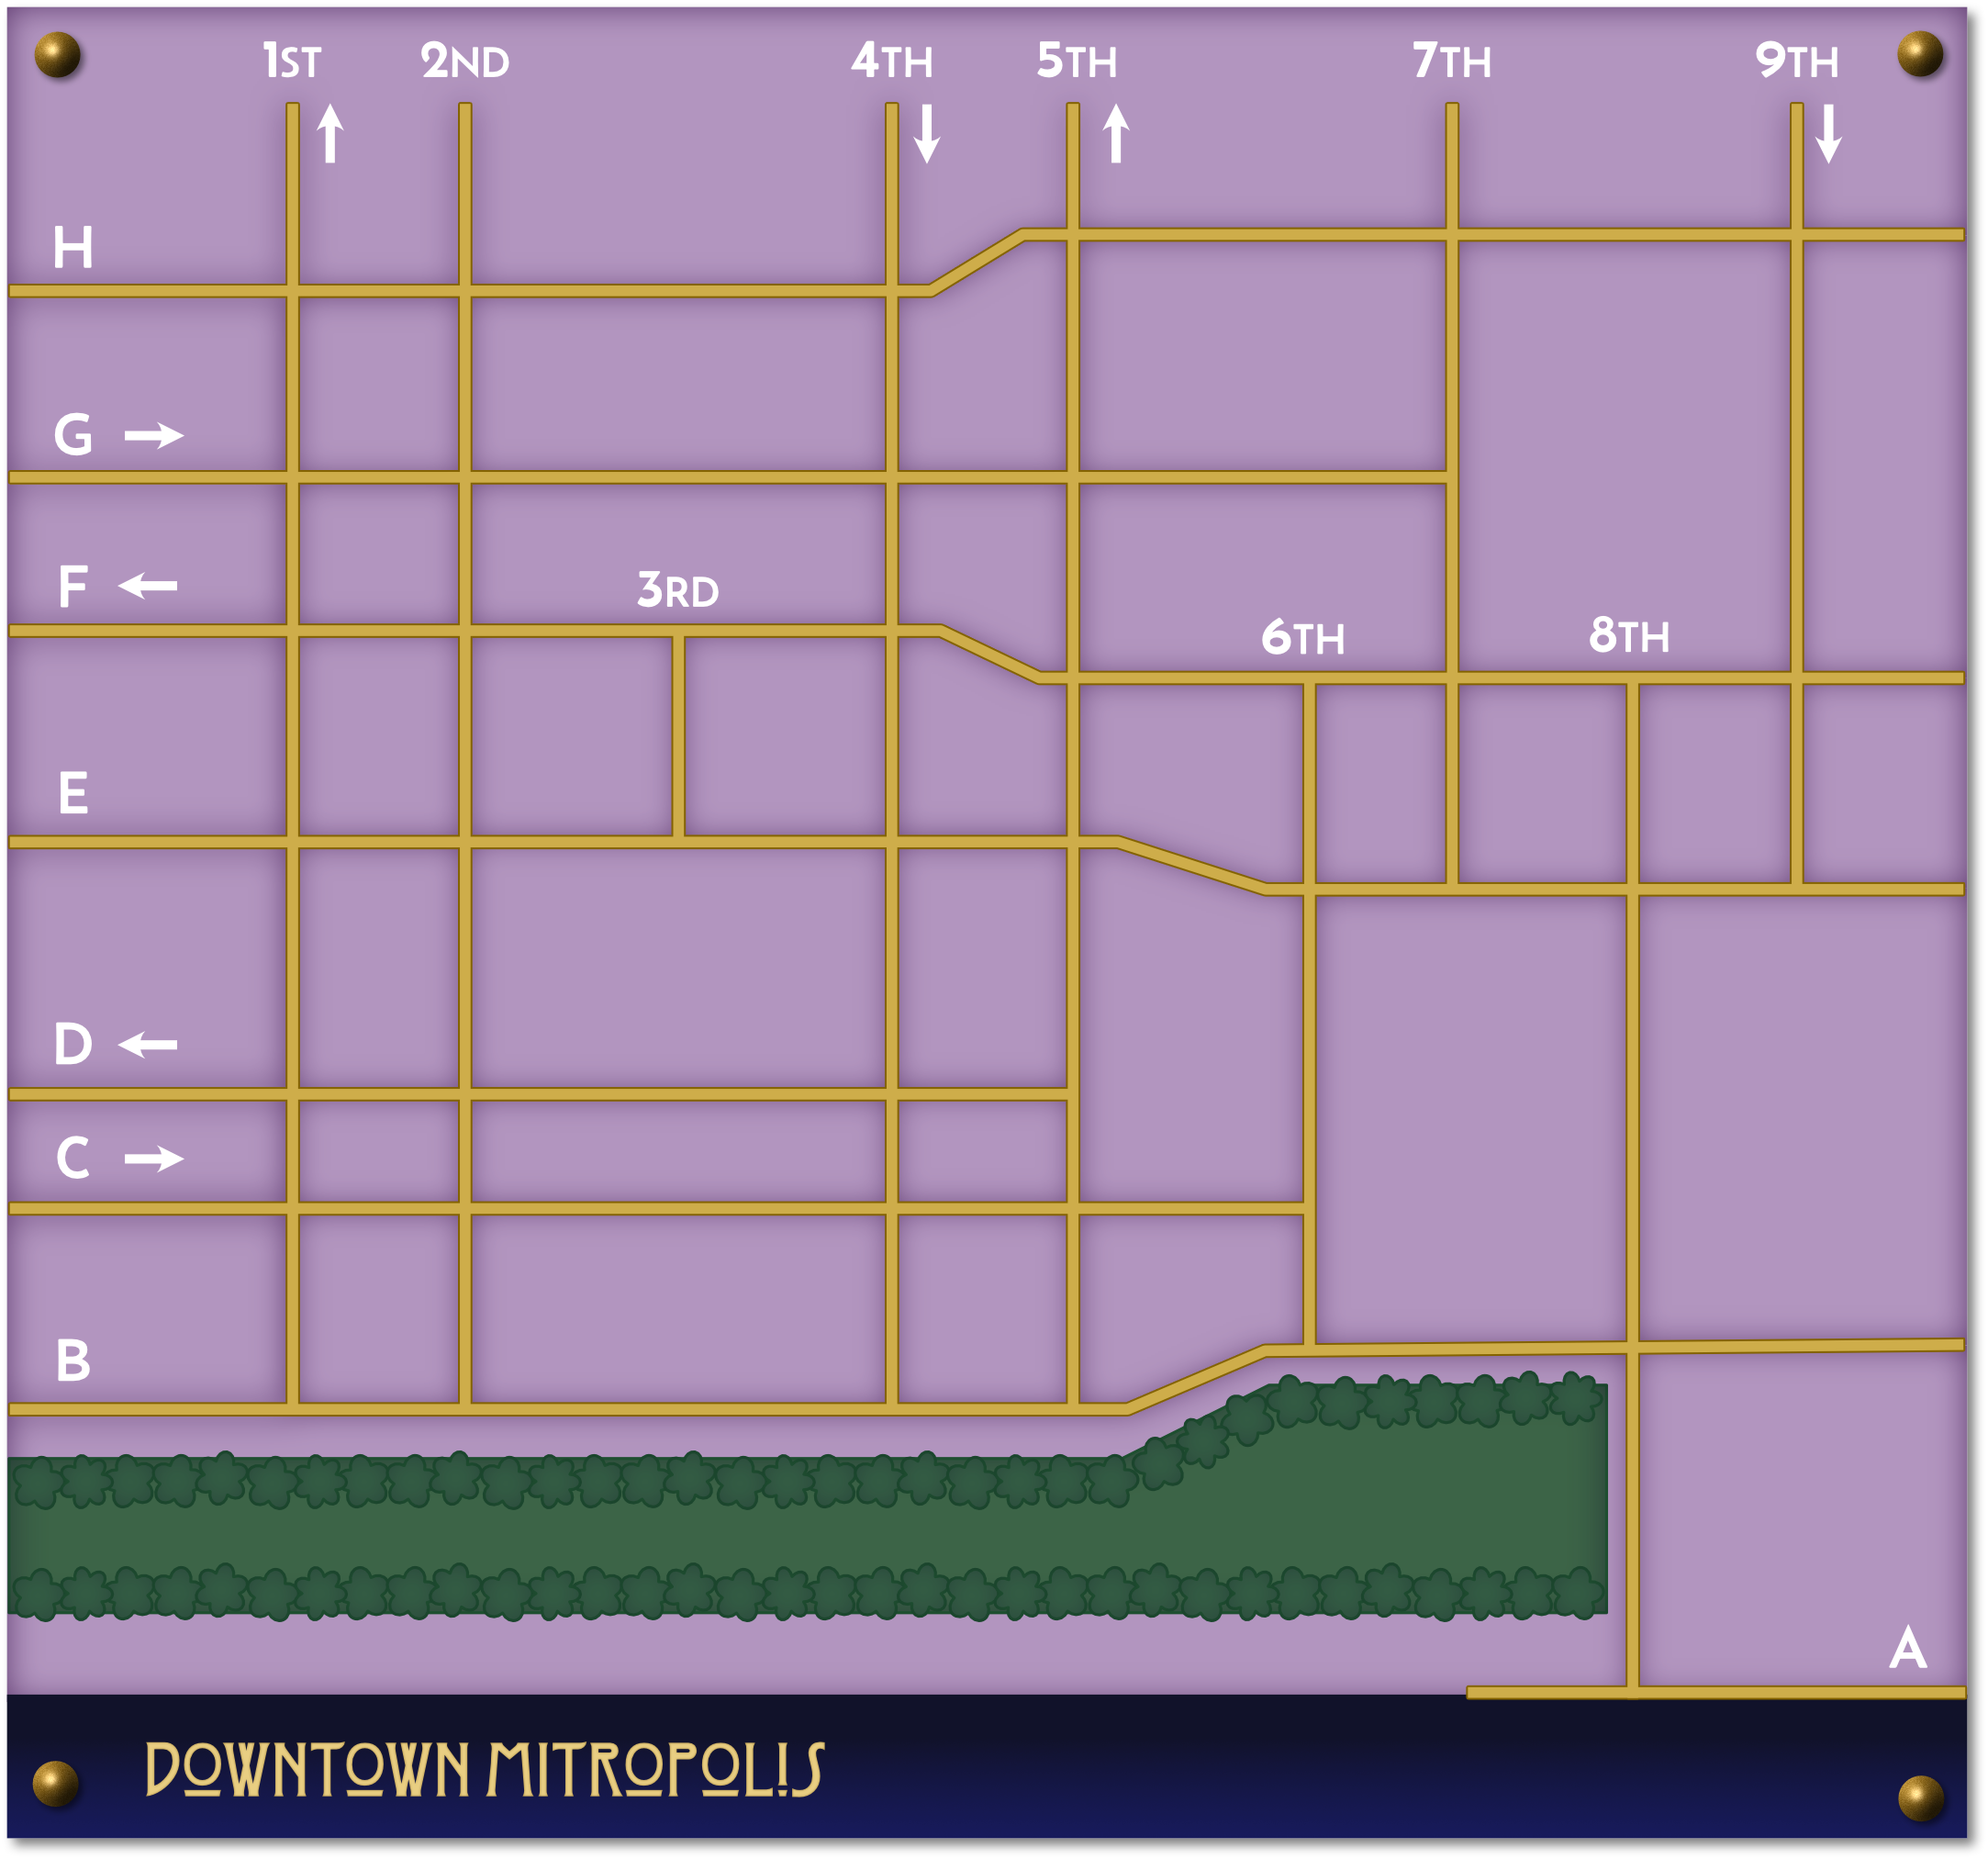 1ST 2ND 4TH 5TH 7TH 9TH
H
G
F
3RD
6TH 8TH
E
D
C
B
A
DOWNTOWN MITROPOLIS